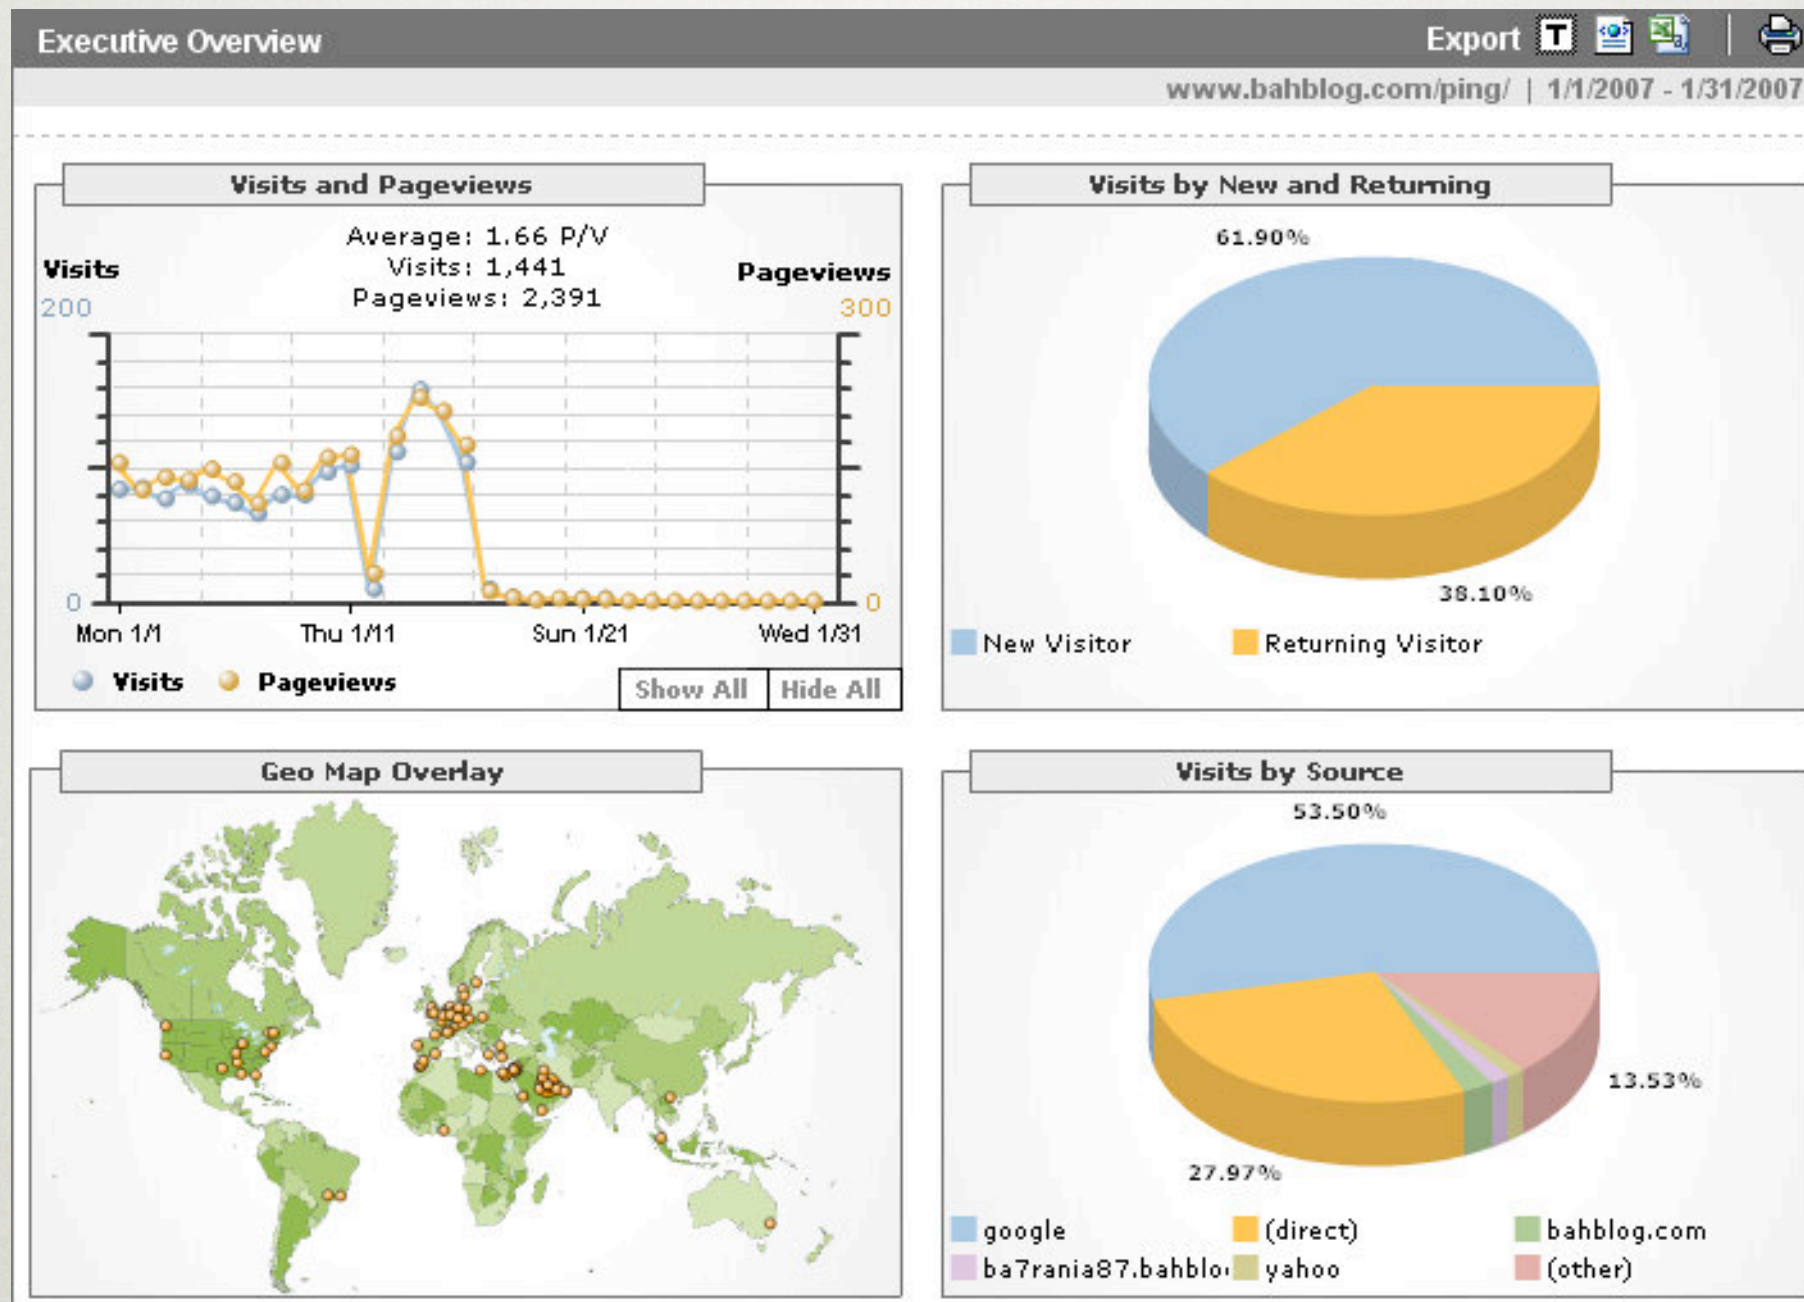 Executive Overview
Export T
www.bahblog.com/ping/ | 1/1/2007 - 1/31/2007
Visits and Pageviews
Average: 1.66 P/V
Visits: 1,441
Pageviews: 2,391
Visits
200
Pageviews
300
0
0
Mon 1/1 Thu 1/11 Sun 1/21 Wed 1/31
Visits Pageviews
Show All Hide All
Visits by New and Returning
61.90%
38.10%
New Visitor Returning Visitor
Geo Map Overlay
Visits by Source
53.50%
13.53%
27.97%
google (direct) bahblog.com
ba7rania87.bahblo yahoo (other)